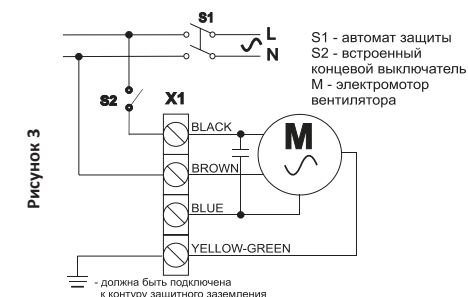 S1
L
N
S1 - автомат защиты
S2 - встроенный
концевой выключатель
M - электромотор
вентилятора
S2
X1
BLACK
M
BROWN
BLUE
YELLOW-GREEN
Рисунок 3
- должна быть подключена
к контуру защитного заземления